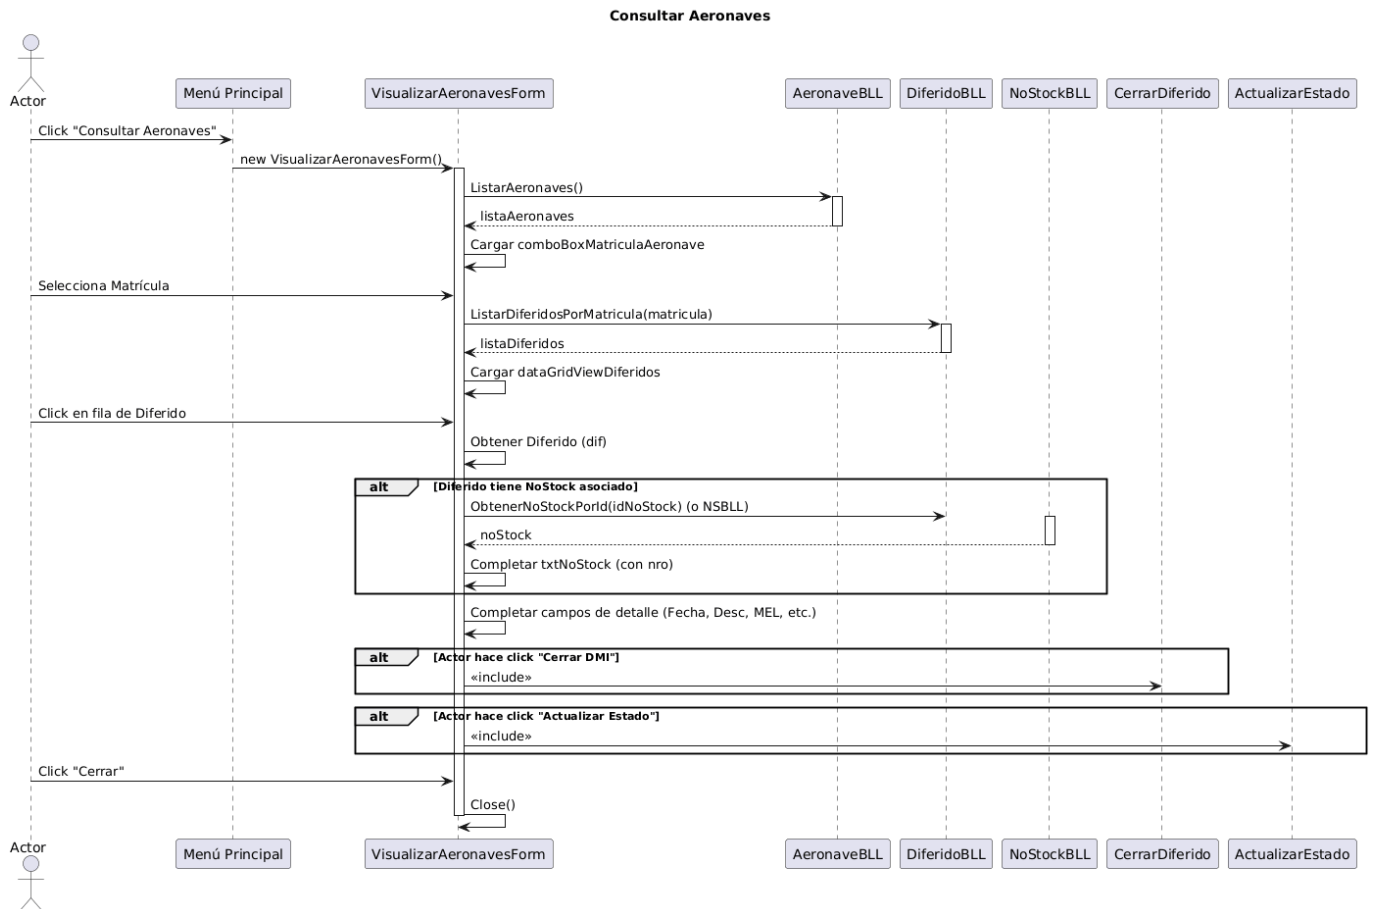 Consultar Aeronaves
Actor
Menú Principal
VisualizarAeronavesForm
AeronaveBLL
DiferidoBLL
NoStockBLL
CerrarDiferido
ActualizarEstado
Click "Consultar Aeronaves"
new VisualizarAeronavesForm()
ListarAeronaves()
listaAeronaves
Cargar comboBoxMatriculaAeronave
Selecciona Matrícula
ListarDiferidosPorMatricula(matricula)
listaDiferidos
Cargar dataGridViewDiferidos
Click en fila de Diferido
Obtener Diferido (dif)
alt [Diferido tiene NoStock asociado]
ObtenerNoStockPorId(idNoStock) (o NSBLL)
noStock
Completar txtNoStock (con nro)
Completar campos de detalle (Fecha, Desc, MEL, etc.)
alt [Actor hace click "Cerrar DMI"]
«include»
alt [Actor hace click "Actualizar Estado"]
«include»
Click "Cerrar"
Close()
Actor
Menú Principal
VisualizarAeronavesForm
AeronaveBLL
DiferidoBLL
NoStockBLL
CerrarDiferido
ActualizarEstado